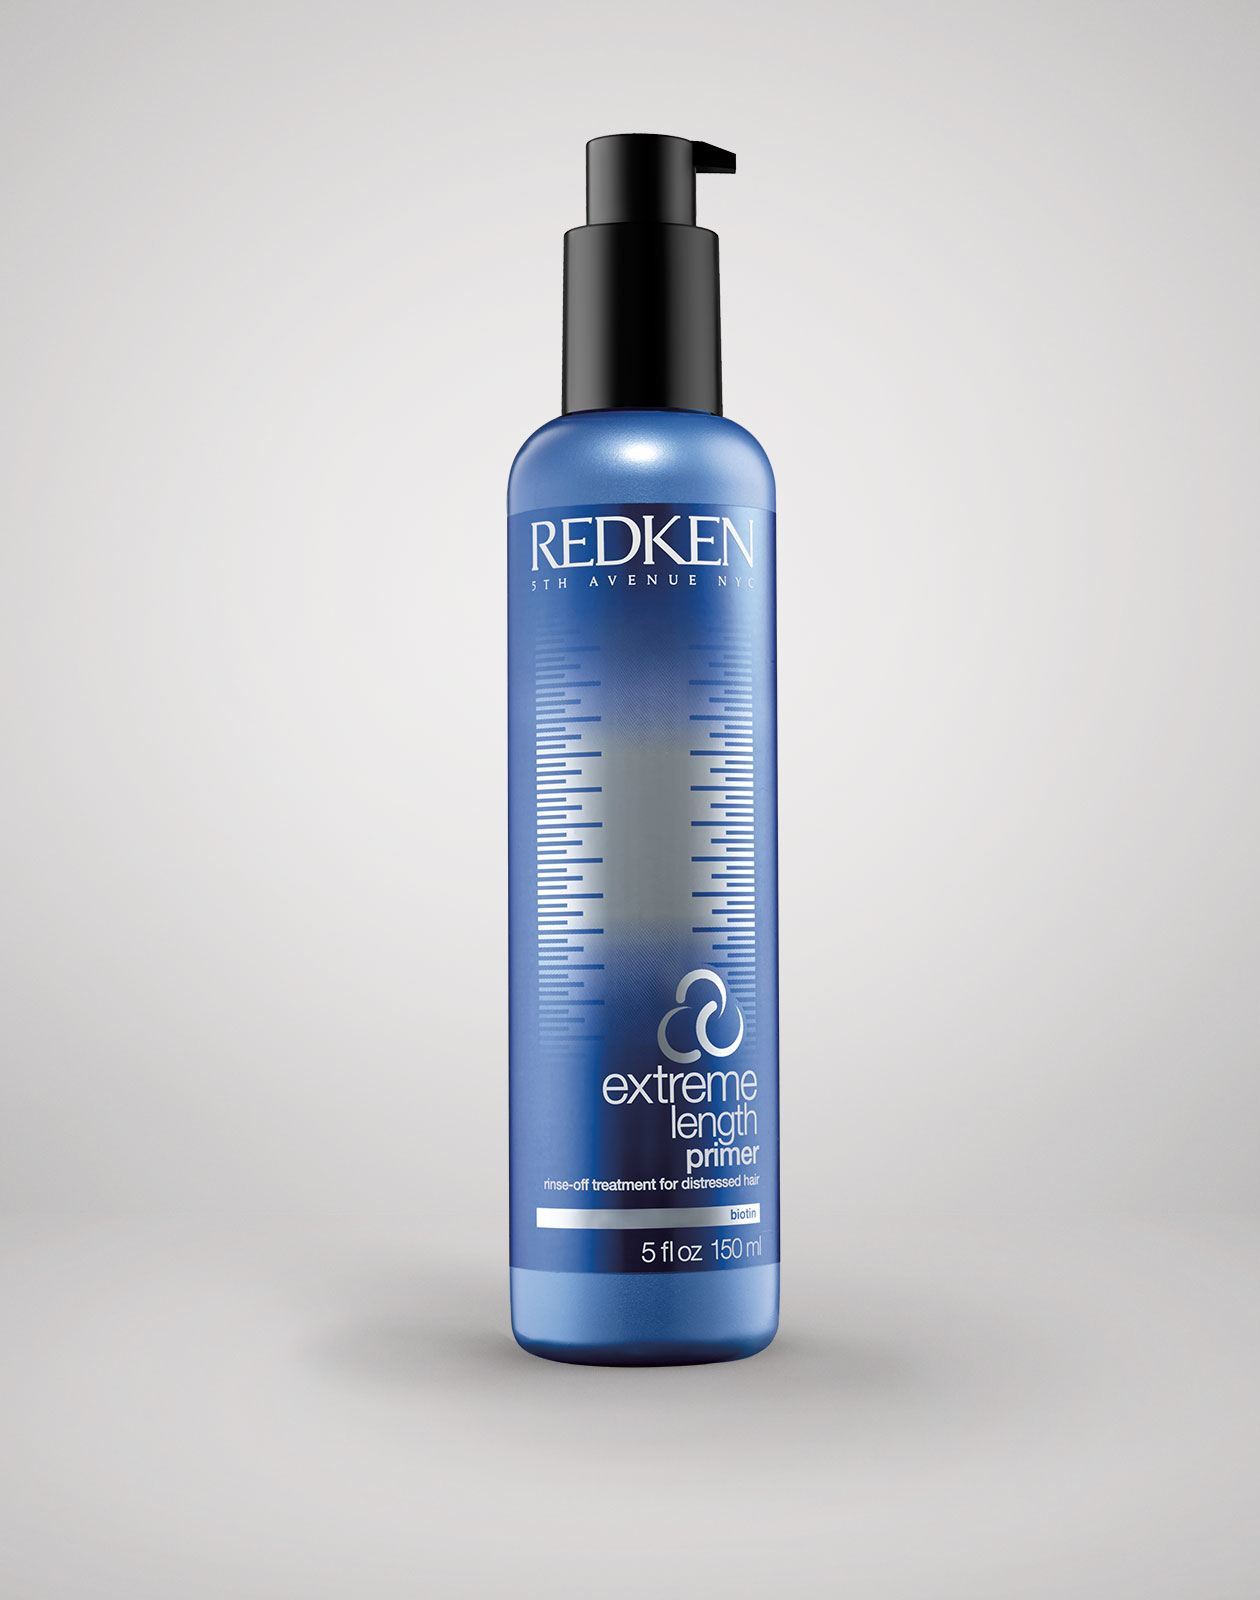 REDKEN
5TH AVENUE NYC
extreme
length
primer
rinse-off treatment for distressed hair
biotin
5 fl oz 150 ml